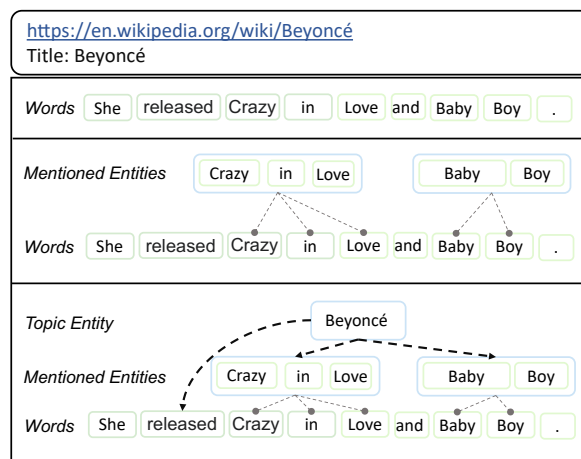 https://en.wikipedia.org/wiki/Beyoncé
Title: Beyoncé
Words She released Crazy in Love and Baby Boy .
Mentioned Entities Crazy in Love Baby Boy
Words She released Crazy in Love and Baby Boy .
Topic Entity Beyoncé
Mentioned Entities Crazy in Love Baby Boy
Words She released Crazy in Love and Baby Boy .